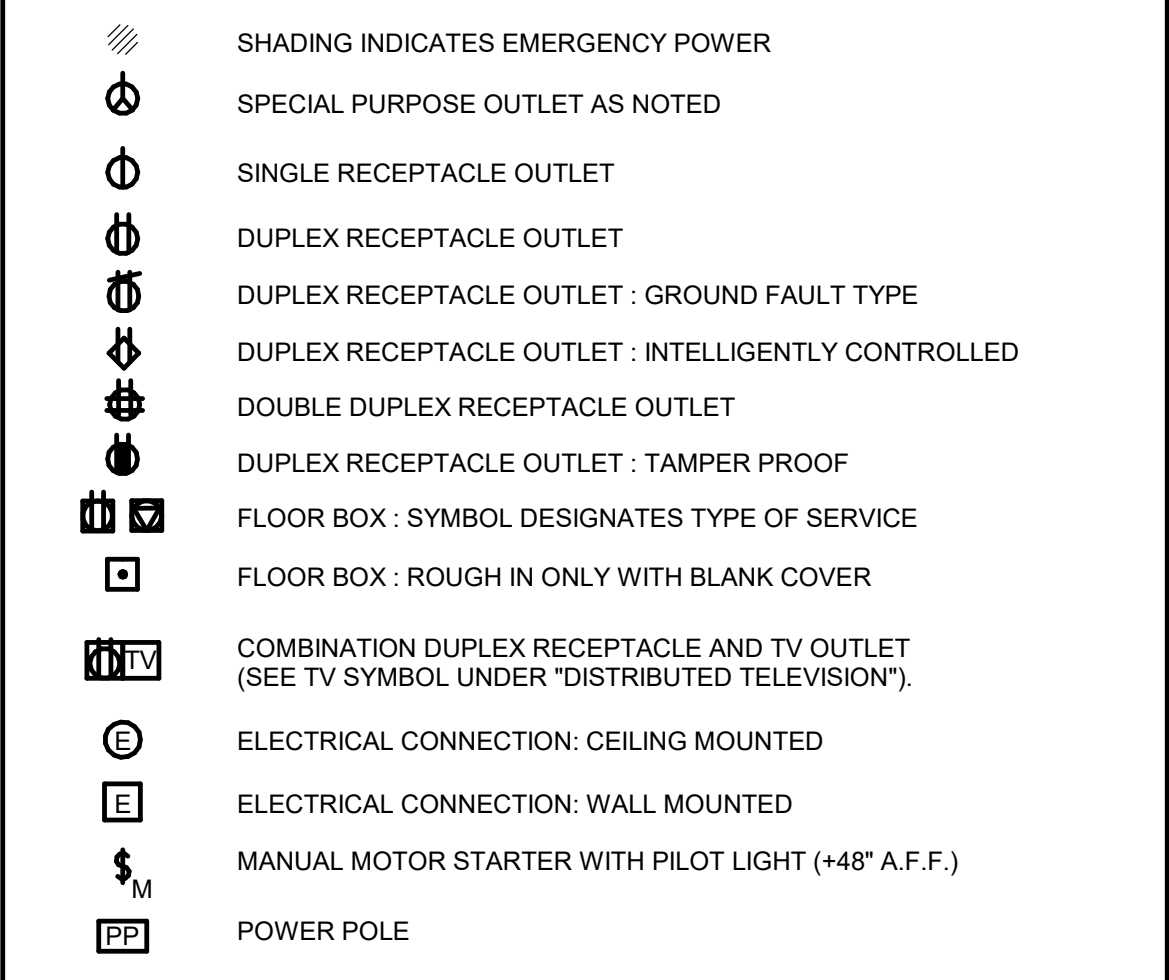 SHADING INDICATES EMERGENCY POWER
SPECIAL PURPOSE OUTLET AS NOTED
SINGLE RECEPTACLE OUTLET
DUPLEX RECEPTACLE OUTLET
DUPLEX RECEPTACLE OUTLET : GROUND FAULT TYPE
DUPLEX RECEPTACLE OUTLET : INTELLIGENTLY CONTROLLED
DOUBLE DUPLEX RECEPTACLE OUTLET
DUPLEX RECEPTACLE OUTLET : TAMPER PROOF
FLOOR BOX : SYMBOL DESIGNATES TYPE OF SERVICE
FLOOR BOX : ROUGH IN ONLY WITH BLANK COVER
TV COMBINATION DUPLEX RECEPTACLE AND TV OUTLET
(SEE TV SYMBOL UNDER "DISTRIBUTED TELEVISION").
E ELECTRICAL CONNECTION: CEILING MOUNTED
E ELECTRICAL CONNECTION: WALL MOUNTED
$M MANUAL MOTOR STARTER WITH PILOT LIGHT (+48" A.F.F.)
PP POWER POLE